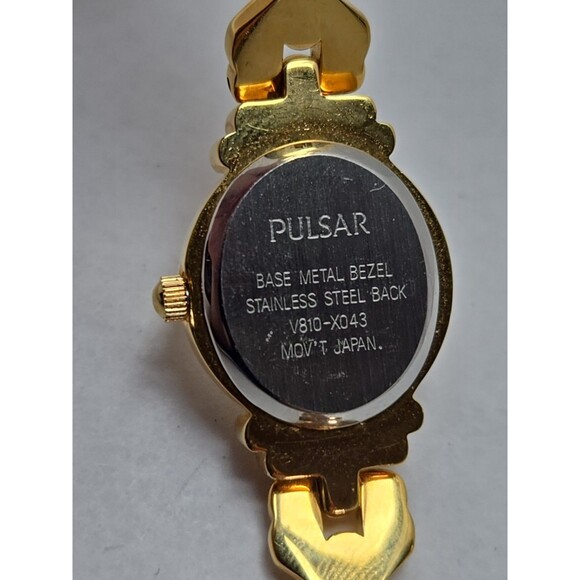 PULSAR
BASE METAL BEZEL
STAINLESS STEEL BACK
V810-X043
MOV'T JAPAN.